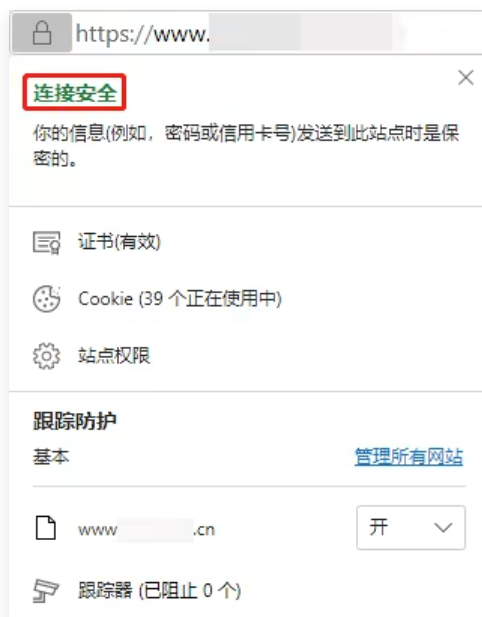 https://www.
连接安全
你的信息(例如，密码或信用卡号)发送到此站点时是保
密的。
证书(有效)
Cookie (39 个正在使用中)
站点权限
跟踪防护
基本 管理所有网站
www .cn 开
跟踪器 (已阻止 0 个)